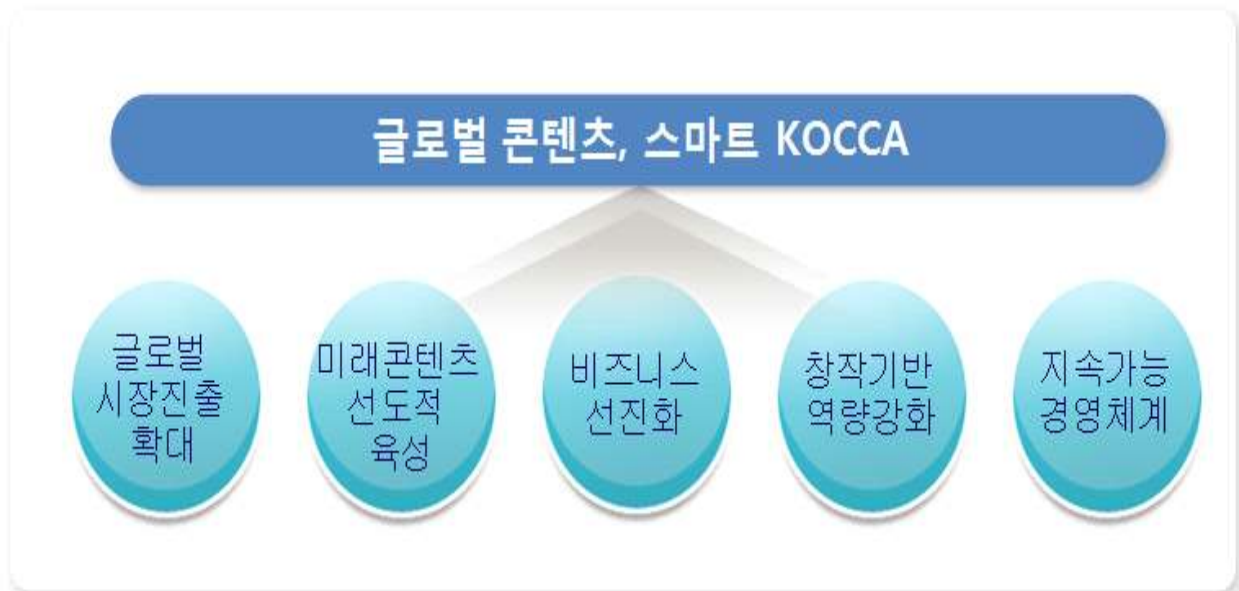 글로벌 콘텐츠, 스마트 KOCCA
글로벌
시장진출
확대
미래콘텐츠
선도적
육성
비즈니스
선진화
창작기반
역량강화
지속가능
경영체계